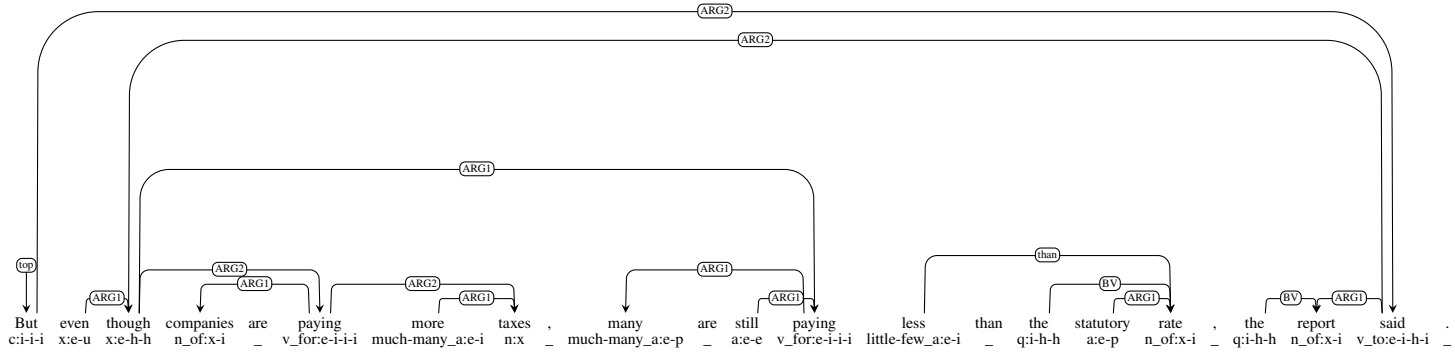 ARG2
ARG2
ARG1
than
top ARG2 ARG1 BV
ARG1 ARG2 ARG1
ARG1 ARG1 ARG1 BV ARG1
But even though companies are paying more taxes , many are still paying less than the statutory rate , the report said .
c:i-i-i x:e-u x:e-h-h n_of:x-i _ v_for:e-i-i-i much-many_a:e-i n:x _ much-many_a:e-p _ a:e-e v_for:e-i-i-i little-few_a:e-i _ q:i-h-h a:e-p n_of:x-i _ q:i-h-h n_of:x-i v_to:e-i-h-i _